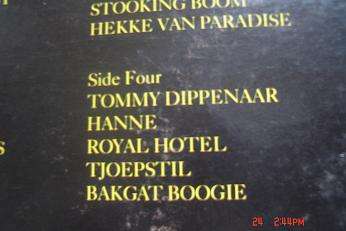 STOOKING BOOM
HEKKE VAN PARADISE
Side Four
TOMMY DIPPENAAR
HANNE
ROYAL HOTEL
S
TJOEPSTIL
BAKGAT BOOGIE
24 2:44PM